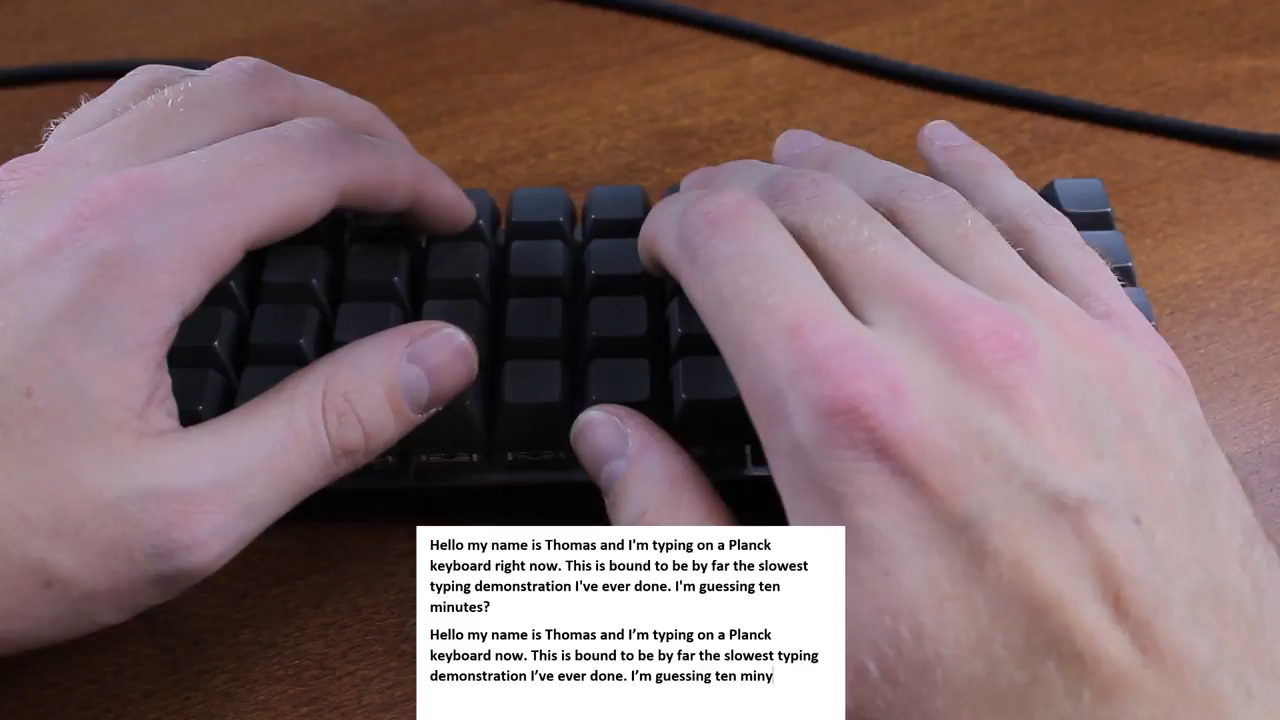 Hello my name is Thomas and I'm typing on a Planck
keyboard right now. This is bound to be by far the slowest
typing demonstration I've ever done. I'm guessing ten
minutes?
Hello my name is Thomas and I’m typing on a Planck
keyboard now. This is bound to be by far the slowest typing
demonstration I’ve ever done. I’m guessing ten miny